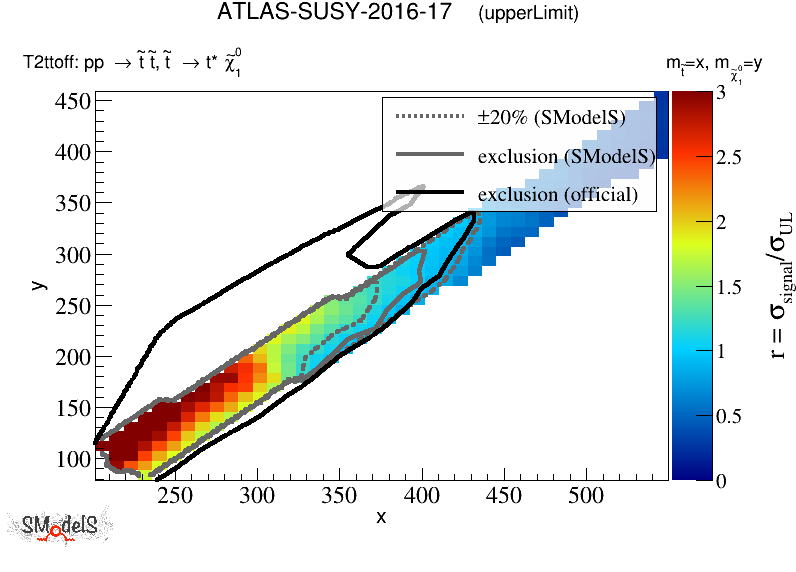 ATLAS-SUSY-2016-17 (upperLimit)
T2ttoff: pp → t̃ t̃, t̃ → t* χ̃₁⁰
m_t̃=x, m_χ̃₁⁰=y
±20% (SModelS)
exclusion (SModelS)
exclusion (official)
450
400
350
300
250
200
150
100
y
250
300
350
400
450
500
x
3
2.5
2
1.5
1
0.5
0
r = σ_signal/σ_UL
SModelS